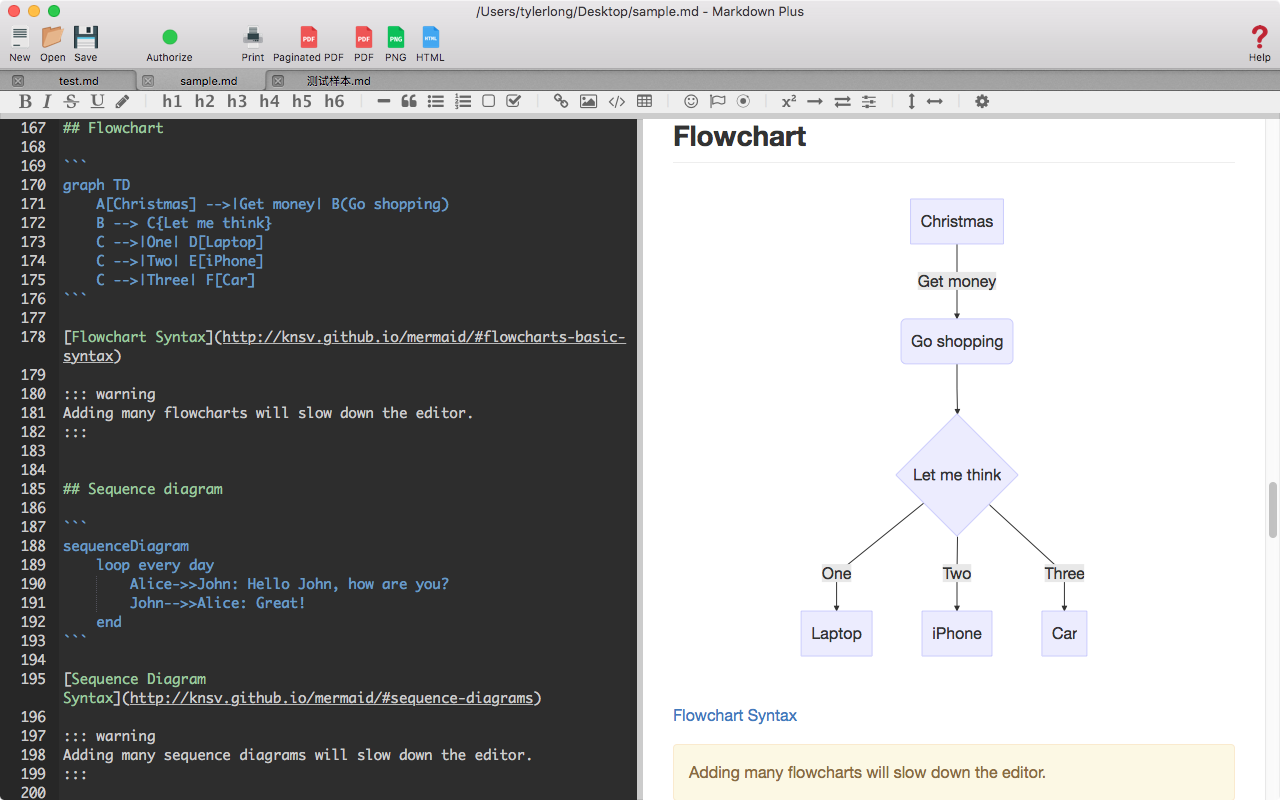 /Users/tylerlong/Desktop/sample.md - Markdown Plus
New Open Save Authorize Print Paginated PDF PDF PNG HTML Help
test.md sample.md 测试样本.md
B I S U h1 h2 h3 h4 h5 h6 x²
167 ## Flowchart
168
169 ```
170 graph TD
171 A[Christmas] -->|Get money| B(Go shopping)
172 B --> C{Let me think}
173 C -->|One| D[Laptop]
174 C -->|Two| E[iPhone]
175 C -->|Three| F[Car]
176 ```
177
178 [Flowchart Syntax](http://knsv.github.io/mermaid/#flowcharts-basic-
syntax)
179
180 ::: warning
181 Adding many flowcharts will slow down the editor.
182 :::
183
184
185 ## Sequence diagram
186
187 ```
188 sequenceDiagram
189 loop every day
190 Alice->>John: Hello John, how are you?
191 John-->>Alice: Great!
192 end
193 ```
194
195 [Sequence Diagram
Syntax](http://knsv.github.io/mermaid/#sequence-diagrams)
196
197 ::: warning
198 Adding many sequence diagrams will slow down the editor.
199 :::
200
Flowchart
Christmas
Get money
Go shopping
Let me think
One Two Three
Laptop iPhone Car
Flowchart Syntax
Adding many flowcharts will slow down the editor.